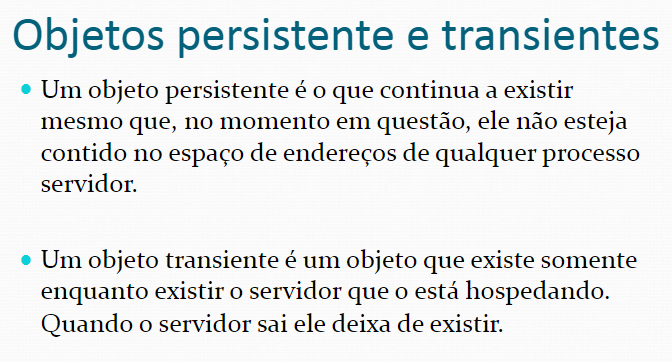 Objetos persistente e transientes
• Um objeto persistente é o que continua a existir
mesmo que, no momento em questão, ele não esteja
contido no espaço de endereços de qualquer processo
servidor.
• Um objeto transiente é um objeto que existe somente
enquanto existir o servidor que o está hospedando.
Quando o servidor sai ele deixa de existir.